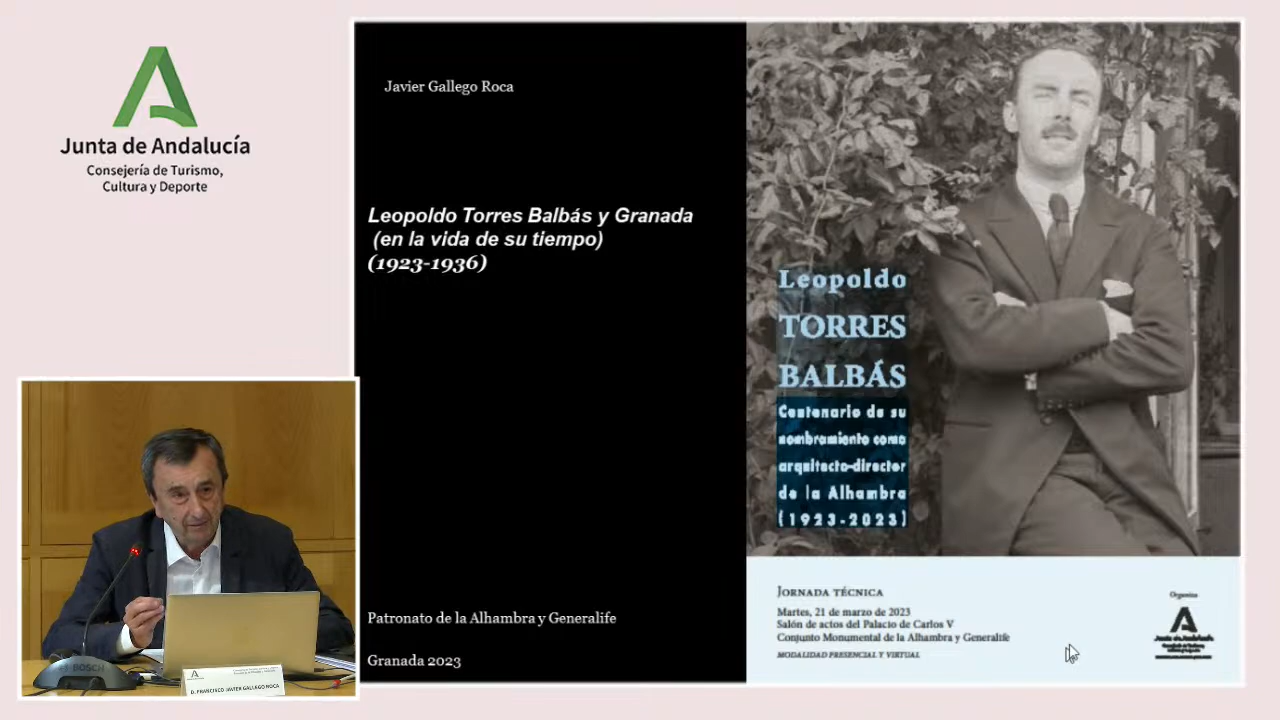 Junta de Andalucía
Consejería de Turismo,
Cultura y Deporte
Javier Gallego Roca
Leopoldo Torres Balbás y Granada
(en la vida de su tiempo)
(1923-1936)
Patronato de la Alhambra y Generalife
Granada 2023
Leopoldo
TORRES
BALBÁS
Centenario de su
nombramiento como
arquitecto-director
de la Alhambra
(1923-2023)
JORNADA TÉCNICA
Martes, 21 de marzo de 2023
Salón de actos del Palacio de Carlos V
Conjunto Monumental de la Alhambra y Generalife
MODALIDAD PRESENCIAL Y VIRTUAL
Organiza
Junta de Andalucía
BOSCH
D. FRANCISCO JAVIER GALLEGO ROCA